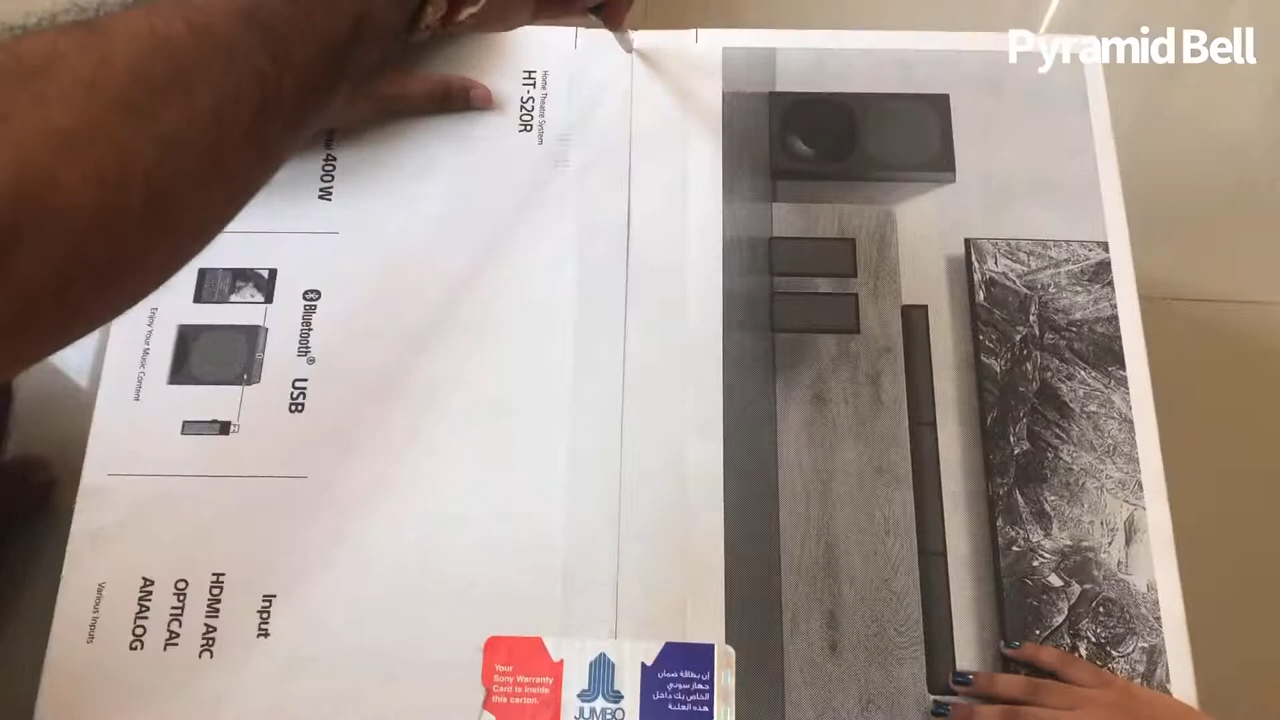 Pyramid Bell
Home Theatre System
HT-S20R
400 W
Bluetooth®
USB
Enjoy Your Music Content
Input
HDMI ARC
OPTICAL
ANALOG
Various Inputs
Your
Sony Warranty
Card is inside
this carton.
JUMBO
إن بطاقة ضمان
جهاز سوني
الخاص بك داخل
هذه العلبة